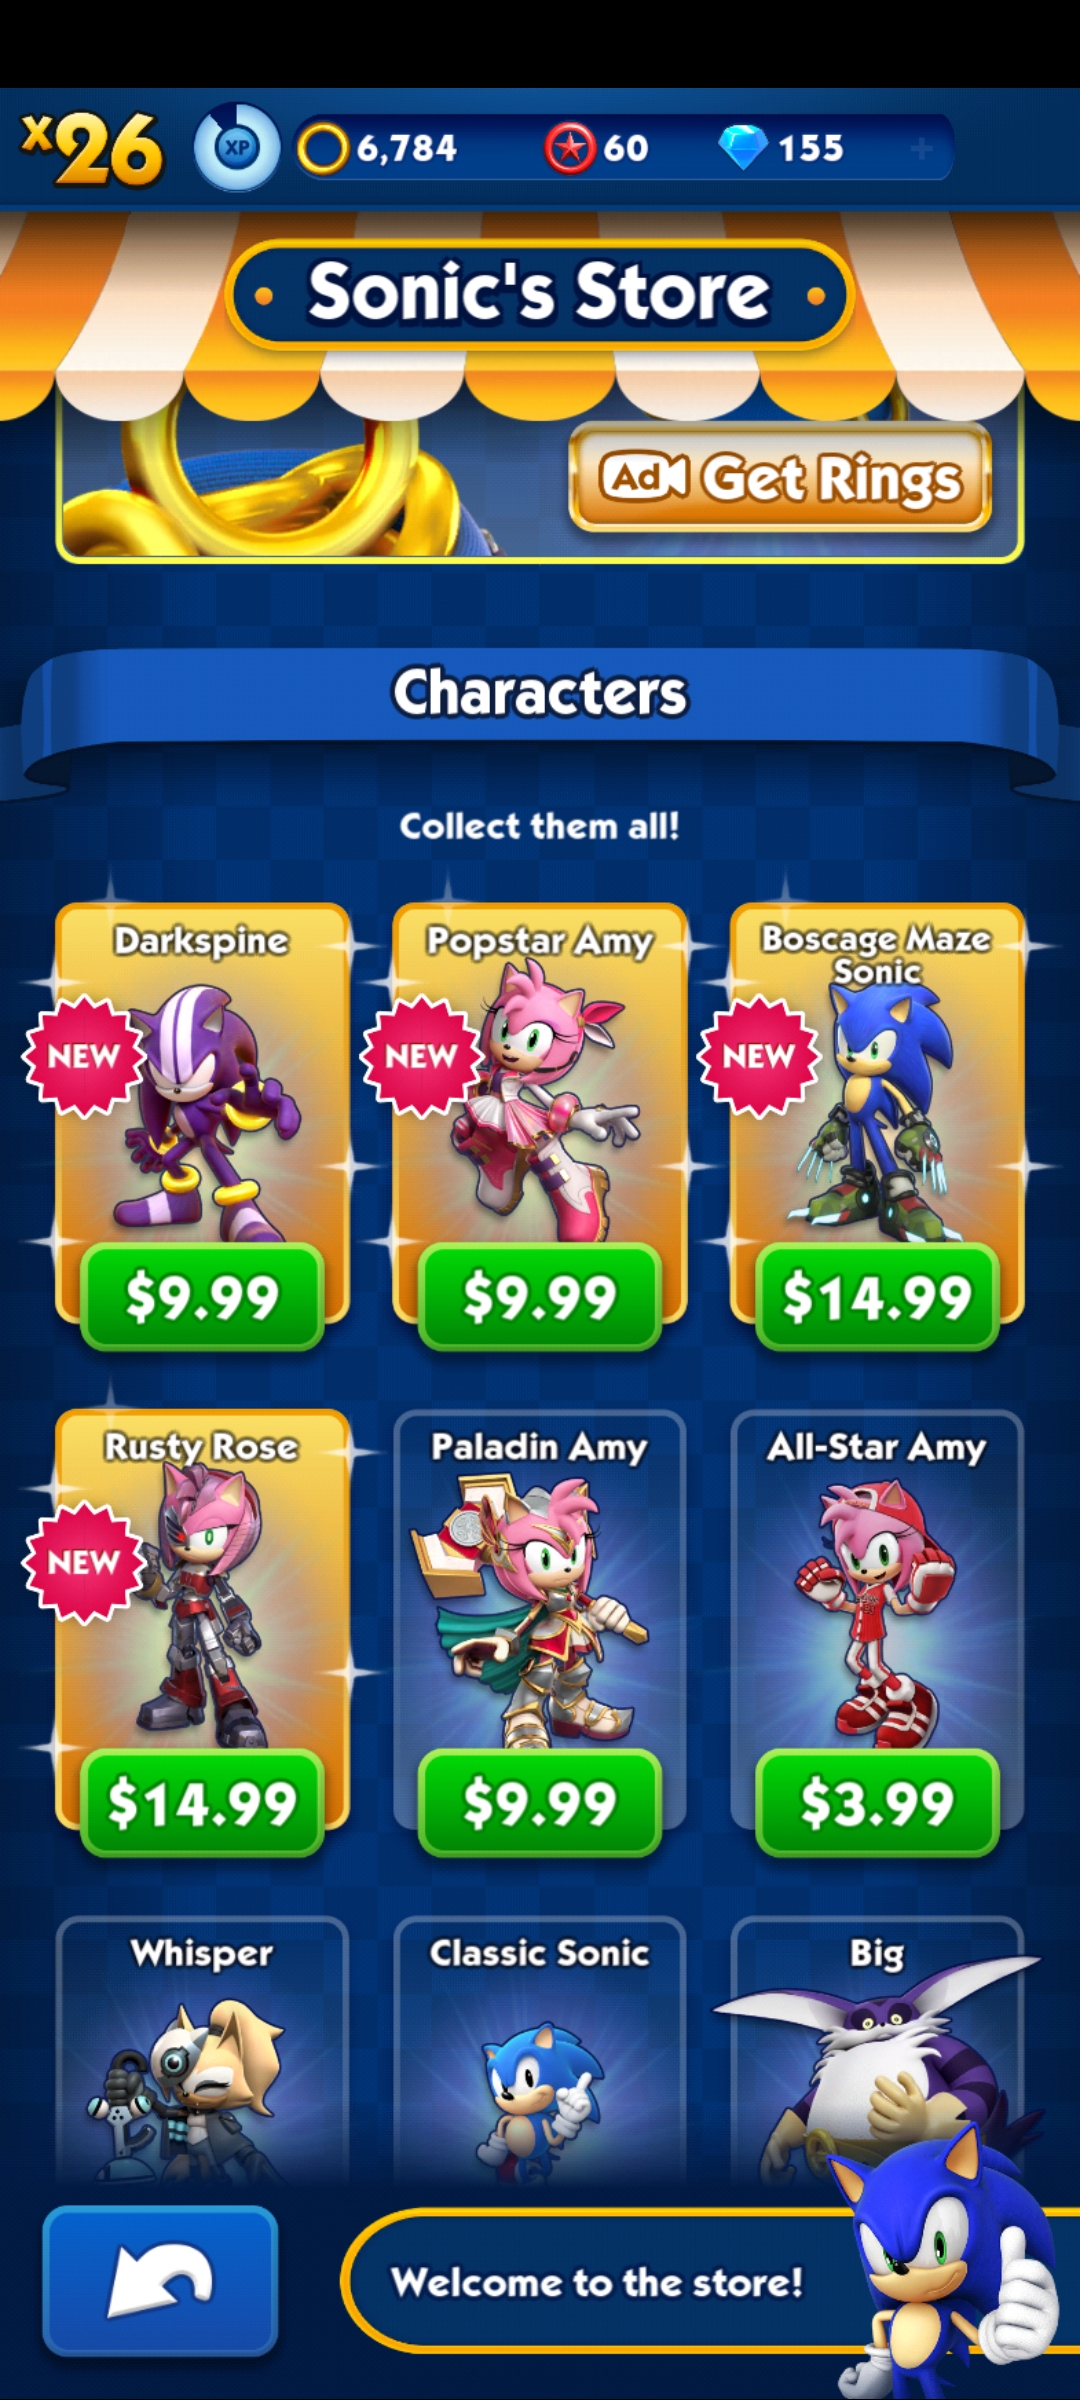 x26
XP
6,784
60
155
Sonic's Store
Ad Get Rings
Characters
Collect them all!
Darkspine
Popstar Amy
Boscage Maze
Sonic
NEW
NEW
NEW
$9.99
$9.99
$14.99
Rusty Rose
Paladin Amy
All-Star Amy
NEW
$14.99
$9.99
$3.99
Whisper
Classic Sonic
Big
Welcome to the store!